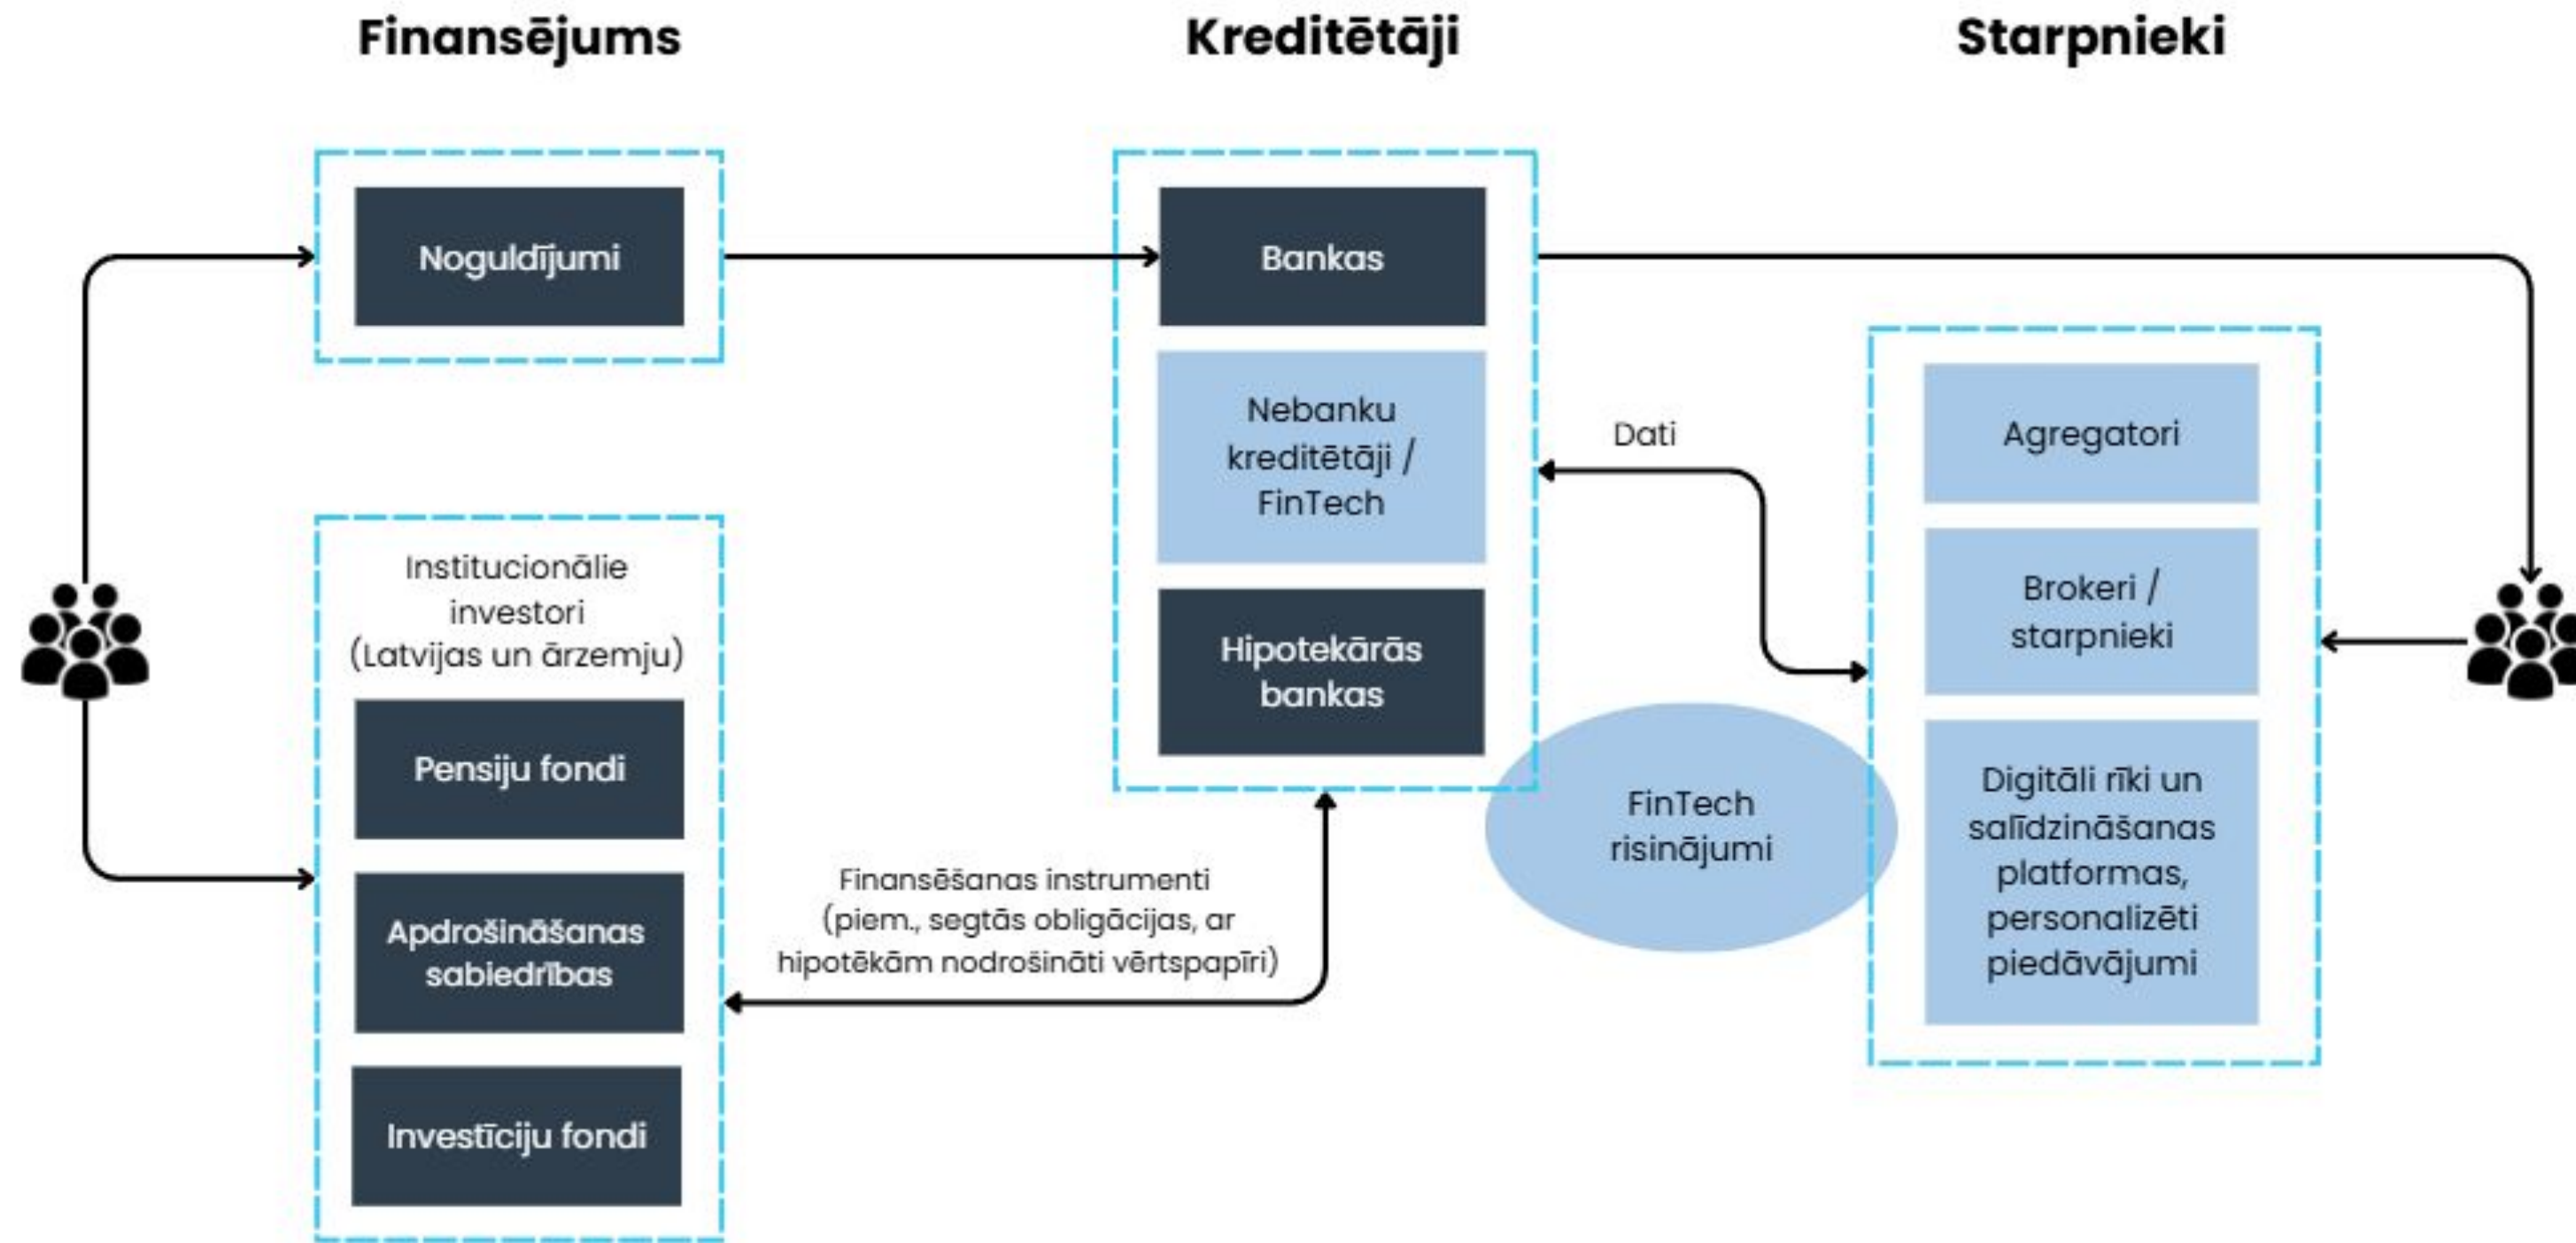 Finansējums
Kreditētāji
Starpnieki
Noguldījumi
Bankas
Nebanku
kreditētāji /
FinTech
Hipotekārās
bankas
Dati
Agregatori
Brokeri /
starpnieki
Digitāli rīki un
salīdzināšanas
platformas,
personalizēti
piedāvājumi
Institucionālie
investori
(Latvijas un ārzemju)
Pensiju fondi
Apdrošināšanas
sabiedrības
Investīciju fondi
Finansēšanas instrumenti
(piem., segtās obligācijas, ar
hipotēkām nodrošināti vērtspapīri)
FinTech
risinājumi